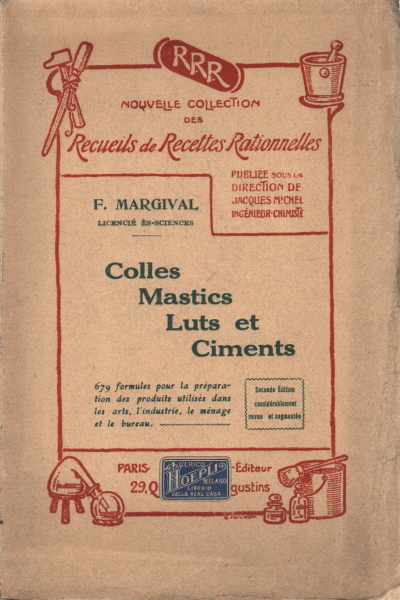 RRR
NOUVELLE COLLECTION
DES
Recueils de Recettes Rationnelles
PUBLIÉE SOUS LA
DIRECTION DE
JACQUES MICHEL
INGÉNIEUR-CHIMISTE
F. MARGIVAL
LICENCIÉ ÈS-SCIENCES
Colles
Mastics
Luts et
Ciments
679 formules pour la prépara-
tion des produits utilisés dans
les arts, l'industrie, le ménage
et le bureau.
Seconde Édition
considérablement
revue et augmentée
PARIS- -Éditeur
29, Q gustins
ULRICO
HOEPLI
MILANO
LIBRAIO
DELLA REAL CASA